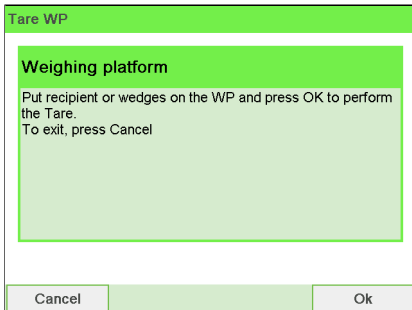 Tare WP
Weighing platform
Put recipient or wedges on the WP and press OK to perform
the Tare.
To exit, press Cancel
Cancel
Ok